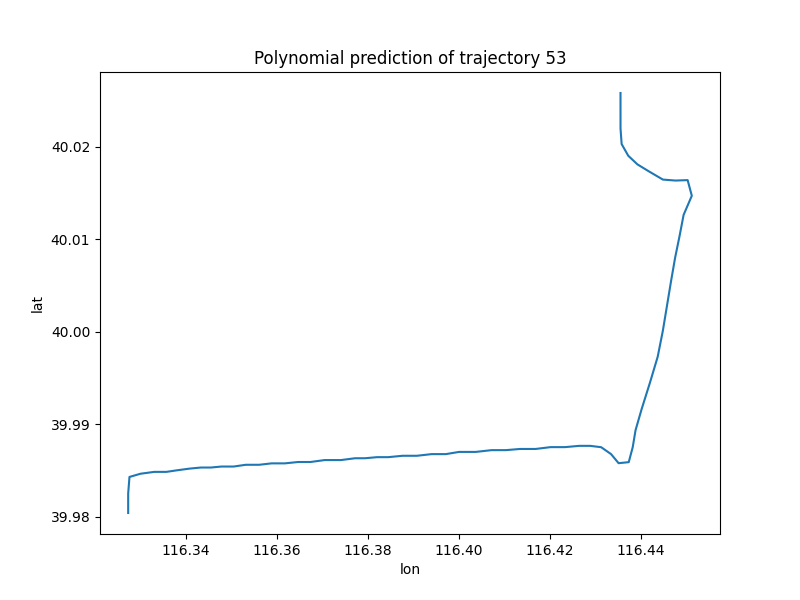 Polynomial prediction of trajectory 53
40.02
40.01
40.00
39.99
39.98
lat
116.34 116.36 116.38 116.40 116.42 116.44
lon